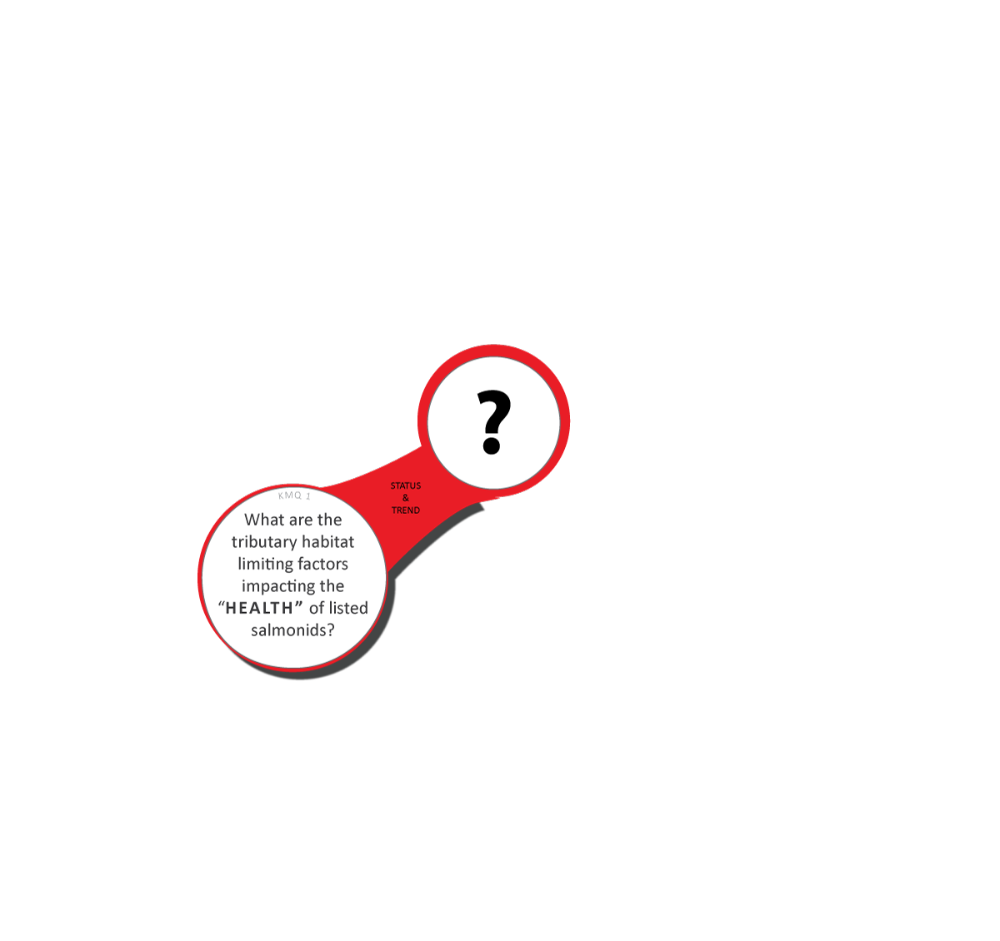 ?
STATUS
&
TREND
KMQ 1
What are the
tributary habitat
limiting factors
impacting the
“HEALTH” of listed
salmonids?